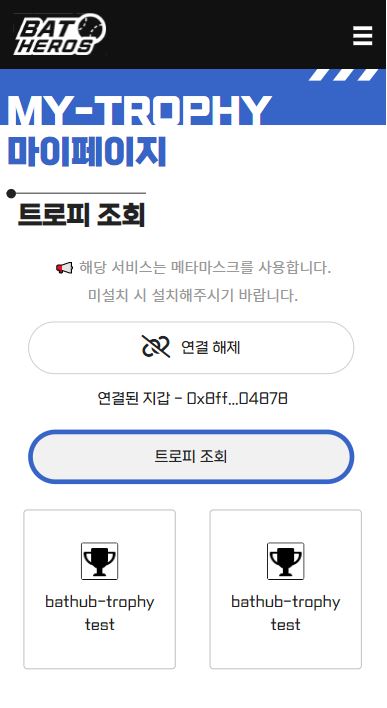 BAT
HEROS
MY-TROPHY
마이페이지
트로피 조회
해당 서비스는 메타마스크를 사용합니다.
미설치 시 설치해주시기 바랍니다.
연결 해제
연결된 지갑 - 0x8ff...04878
트로피 조회
bathub-trophy
test
bathub-trophy
test